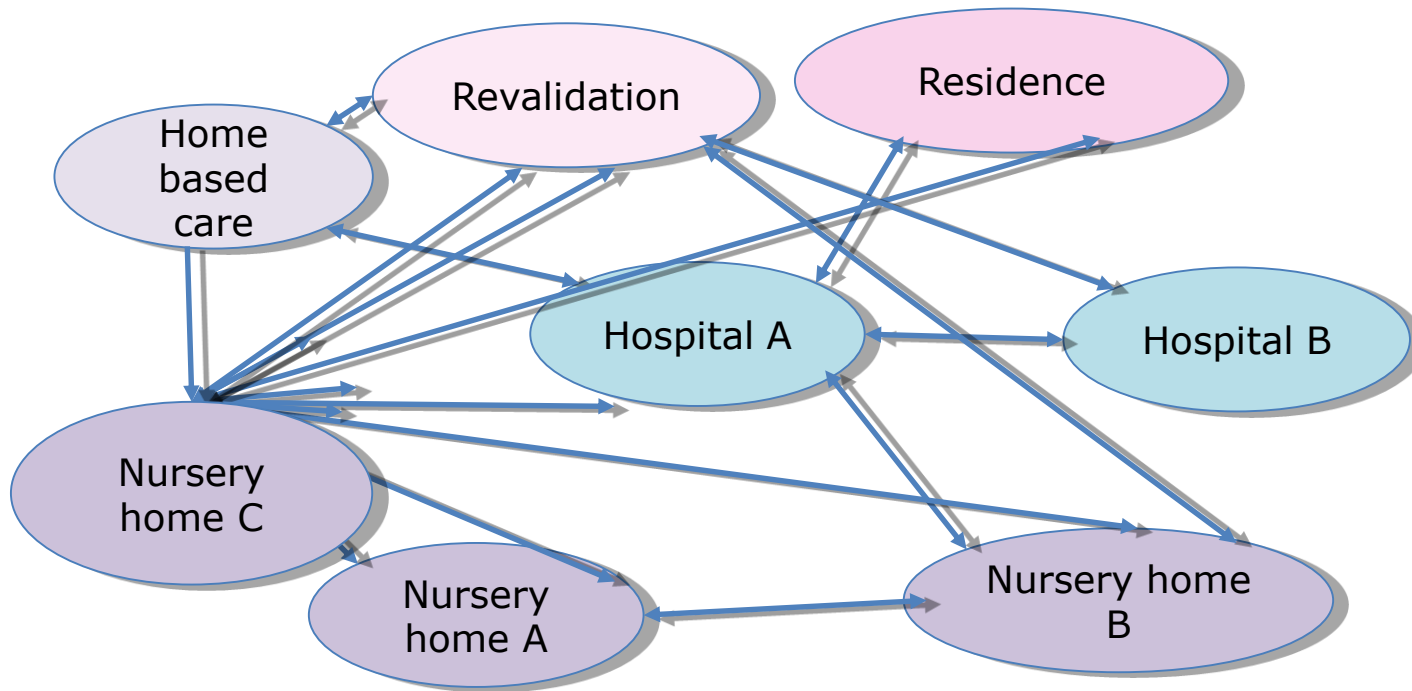 Revalidation
Residence
Home
based
care
Hospital A
Hospital B
Nursery
home C
Nursery
home A
Nursery home
B